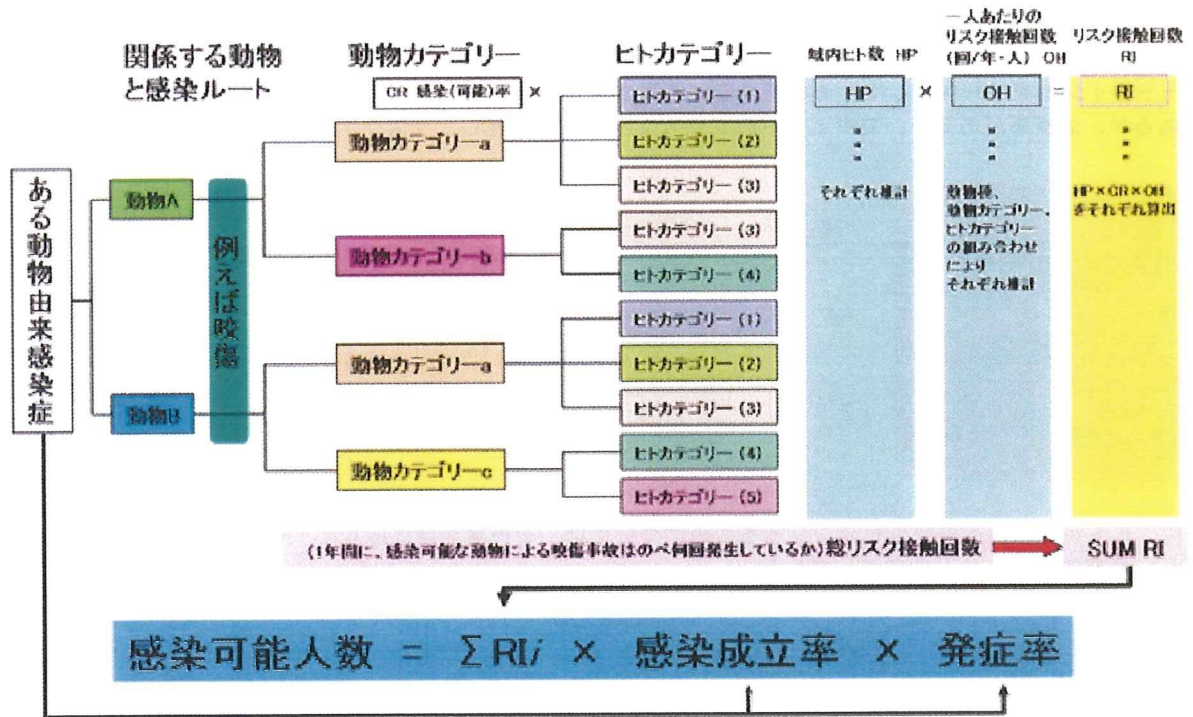 関係する動物
と感染ルート
動物カテゴリー
CR 感染(可能)率 ×
ヒトカテゴリー
域内ヒト数 HP
一人あたりの
リスク接触回数
(回/年・人) OH
リスク接触回数
RI
HP × OH = RI
ある動物由来感染症
動物A
動物B
例えば咬傷
動物カテゴリーa
動物カテゴリーb
動物カテゴリーa
動物カテゴリーc
ヒトカテゴリー (1)
ヒトカテゴリー (2)
ヒトカテゴリー (3)
ヒトカテゴリー (3)
ヒトカテゴリー (4)
ヒトカテゴリー (1)
ヒトカテゴリー (2)
ヒトカテゴリー (3)
ヒトカテゴリー (4)
ヒトカテゴリー (5)
それぞれ推計
動物種、
動物カテゴリー、
ヒトカテゴリー
の組み合わせ
により
それぞれ推計
HP×CR×OH
をそれぞれ算出
(1年間に、感染可能な動物による咬傷事故はのべ何回発生しているか)総リスク接触回数
SUM RI
感染可能人数 = ΣRIi × 感染成立率 × 発症率